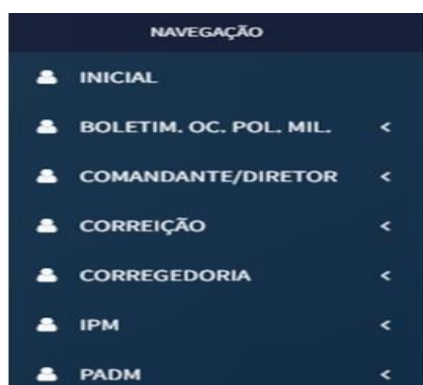 NAVEGAÇÃO
INICIAL
BOLETIM. OC. POL. MIL. <
COMANDANTE/DIRETOR <
CORREIÇÃO <
CORREGEDORIA <
IPM <
PADM <